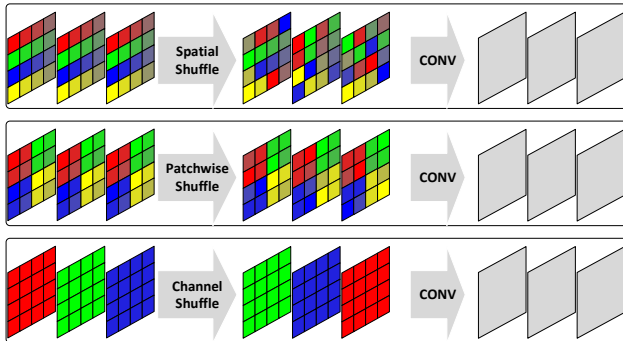 Spatial
Shuffle
CONV
Patchwise
Shuffle
CONV
Channel
Shuffle
CONV